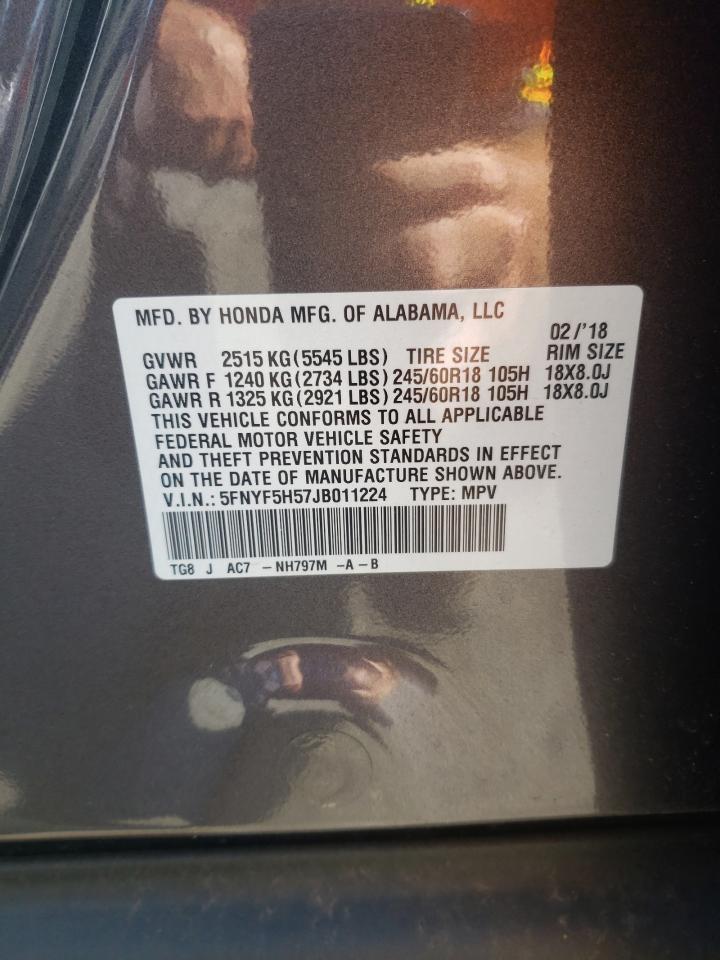 MFD. BY HONDA MFG. OF ALABAMA, LLC
02/'18
GVWR 2515 KG(5545 LBS) TIRE SIZE RIM SIZE
GAWR F 1240 KG(2734 LBS) 245/60R18 105H 18X8.0J
GAWR R 1325 KG(2921 LBS) 245/60R18 105H 18X8.0J
THIS VEHICLE CONFORMS TO ALL APPLICABLE
FEDERAL MOTOR VEHICLE SAFETY
AND THEFT PREVENTION STANDARDS IN EFFECT
ON THE DATE OF MANUFACTURE SHOWN ABOVE.
V.I.N.: 5FNYF5H57JB011224 TYPE: MPV
TG8 J AC7 -NH797M -A-B